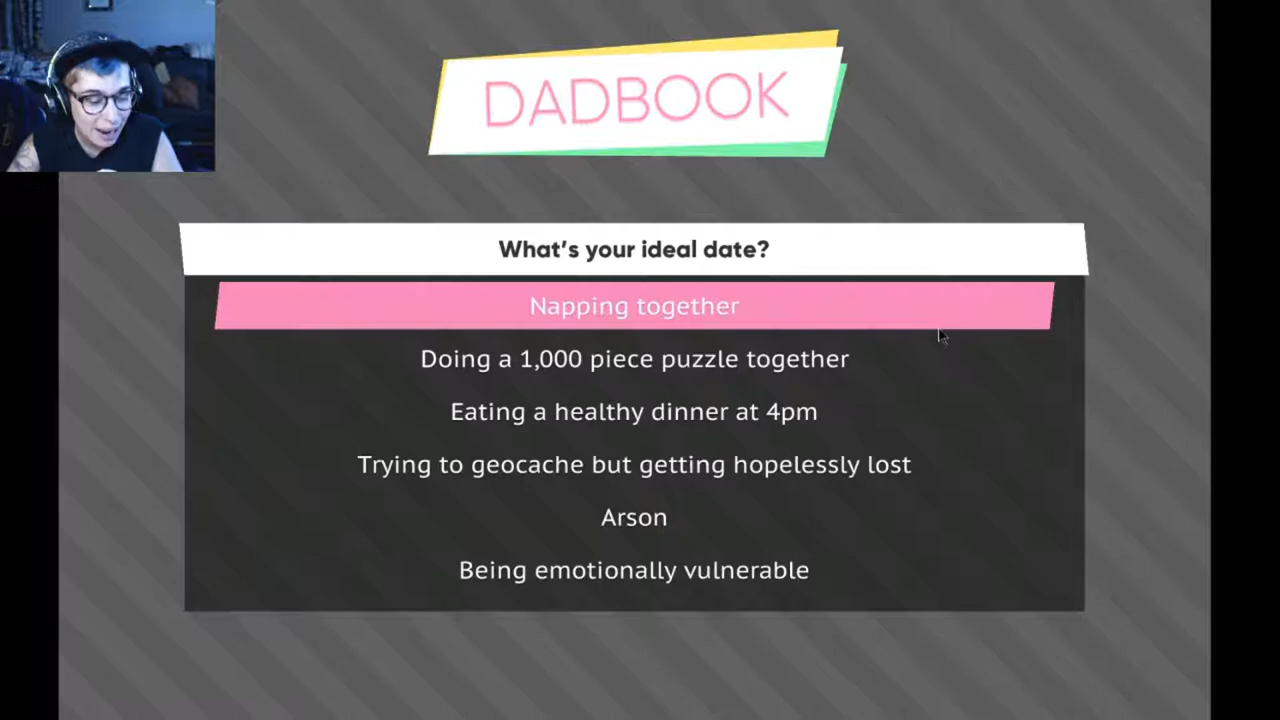 DADBOOK
What's your ideal date?
Napping together
Doing a 1,000 piece puzzle together
Eating a healthy dinner at 4pm
Trying to geocache but getting hopelessly lost
Arson
Being emotionally vulnerable